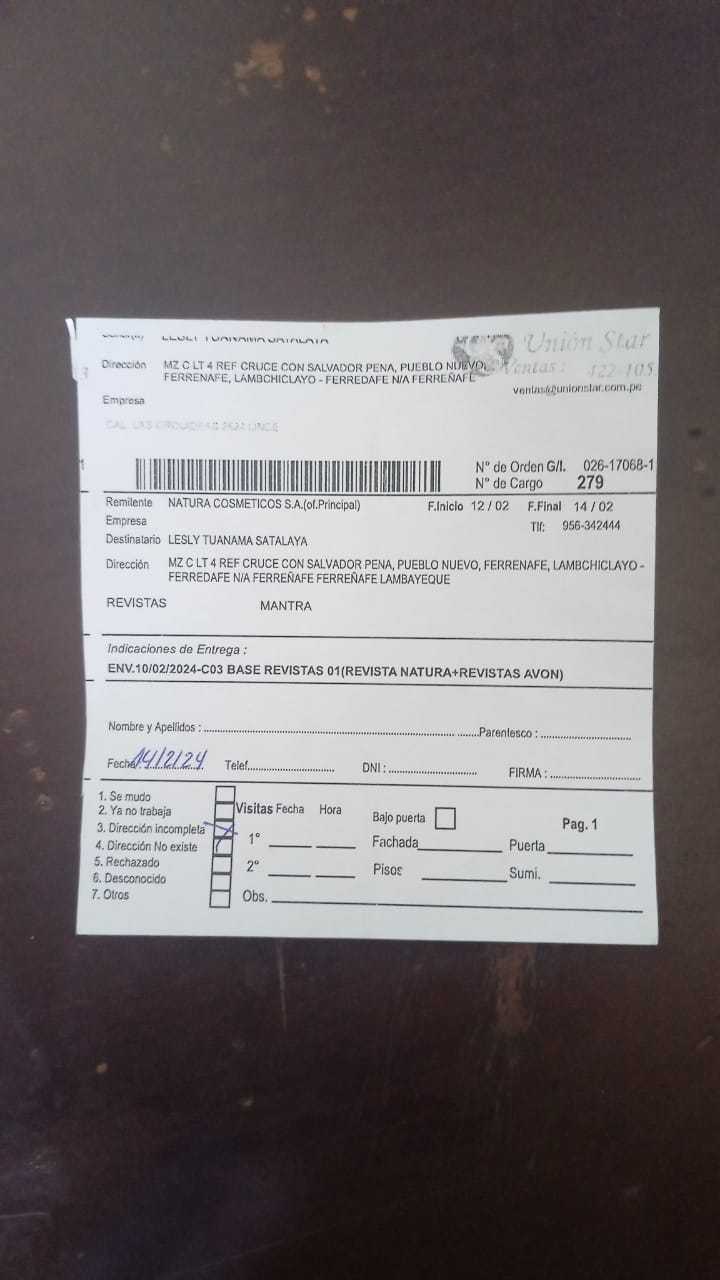 LESLY TUANAMA SATALAYA
Unión Star
Dirección MZ C LT 4 REF CRUCE CON SALVADOR PENA, PUEBLO NUEVO,
FERRENAFE, LAMBCHICLAYO - FERREDAFE N/A FERREÑAFE
Ventas: 422-105
ventas@unionstar.com.pe
Empresa
N° de Orden G/I. 026-17068-1
N° de Cargo 279
Remitente NATURA COSMETICOS S.A.(of.Principal) F.Inicio 12 / 02 F.Final 14 / 02
Empresa Tlf: 956-342444
Destinatario LESLY TUANAMA SATALAYA
Dirección MZ C LT 4 REF CRUCE CON SALVADOR PENA, PUEBLO NUEVO, FERRENAFE, LAMBCHICLAYO -
FERREDAFE N/A FERREÑAFE FERREÑAFE LAMBAYEQUE
REVISTAS MANTRA
Indicaciones de Entrega :
ENV.10/02/2024-C03 BASE REVISTAS 01(REVISTA NATURA+REVISTAS AVON)
Nombre y Apellidos : Parentesco :
Fecha 14/2/24 Telef. DNI : FIRMA :
1. Se mudo
2. Ya no trabaja
3. Dirección incompleta
4. Dirección No existe
5. Rechazado
6. Desconocido
7. Otros
Visitas Fecha Hora
1°
2°
Obs.
Bajo puerta
Pag. 1
Fachada Puerta
Pisos Sumi.